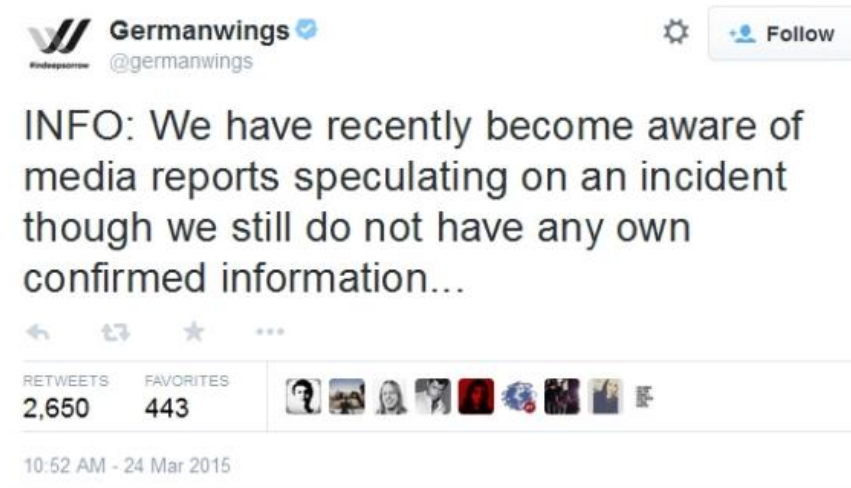 Germanwings
Follow
#indeepsorrow
@germanwings
INFO: We have recently become aware of
media reports speculating on an incident
though we still do not have any own
confirmed information...
RETWEETS FAVORITES
2,650 443
10:52 AM - 24 Mar 2015